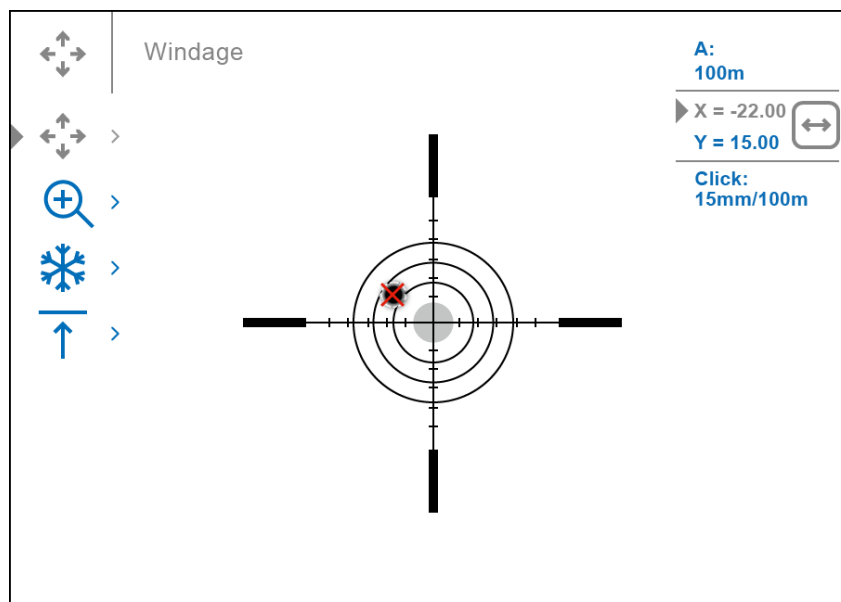 Windage
A:
100m
X = -22.00
Y = 15.00
Click:
15mm/100m